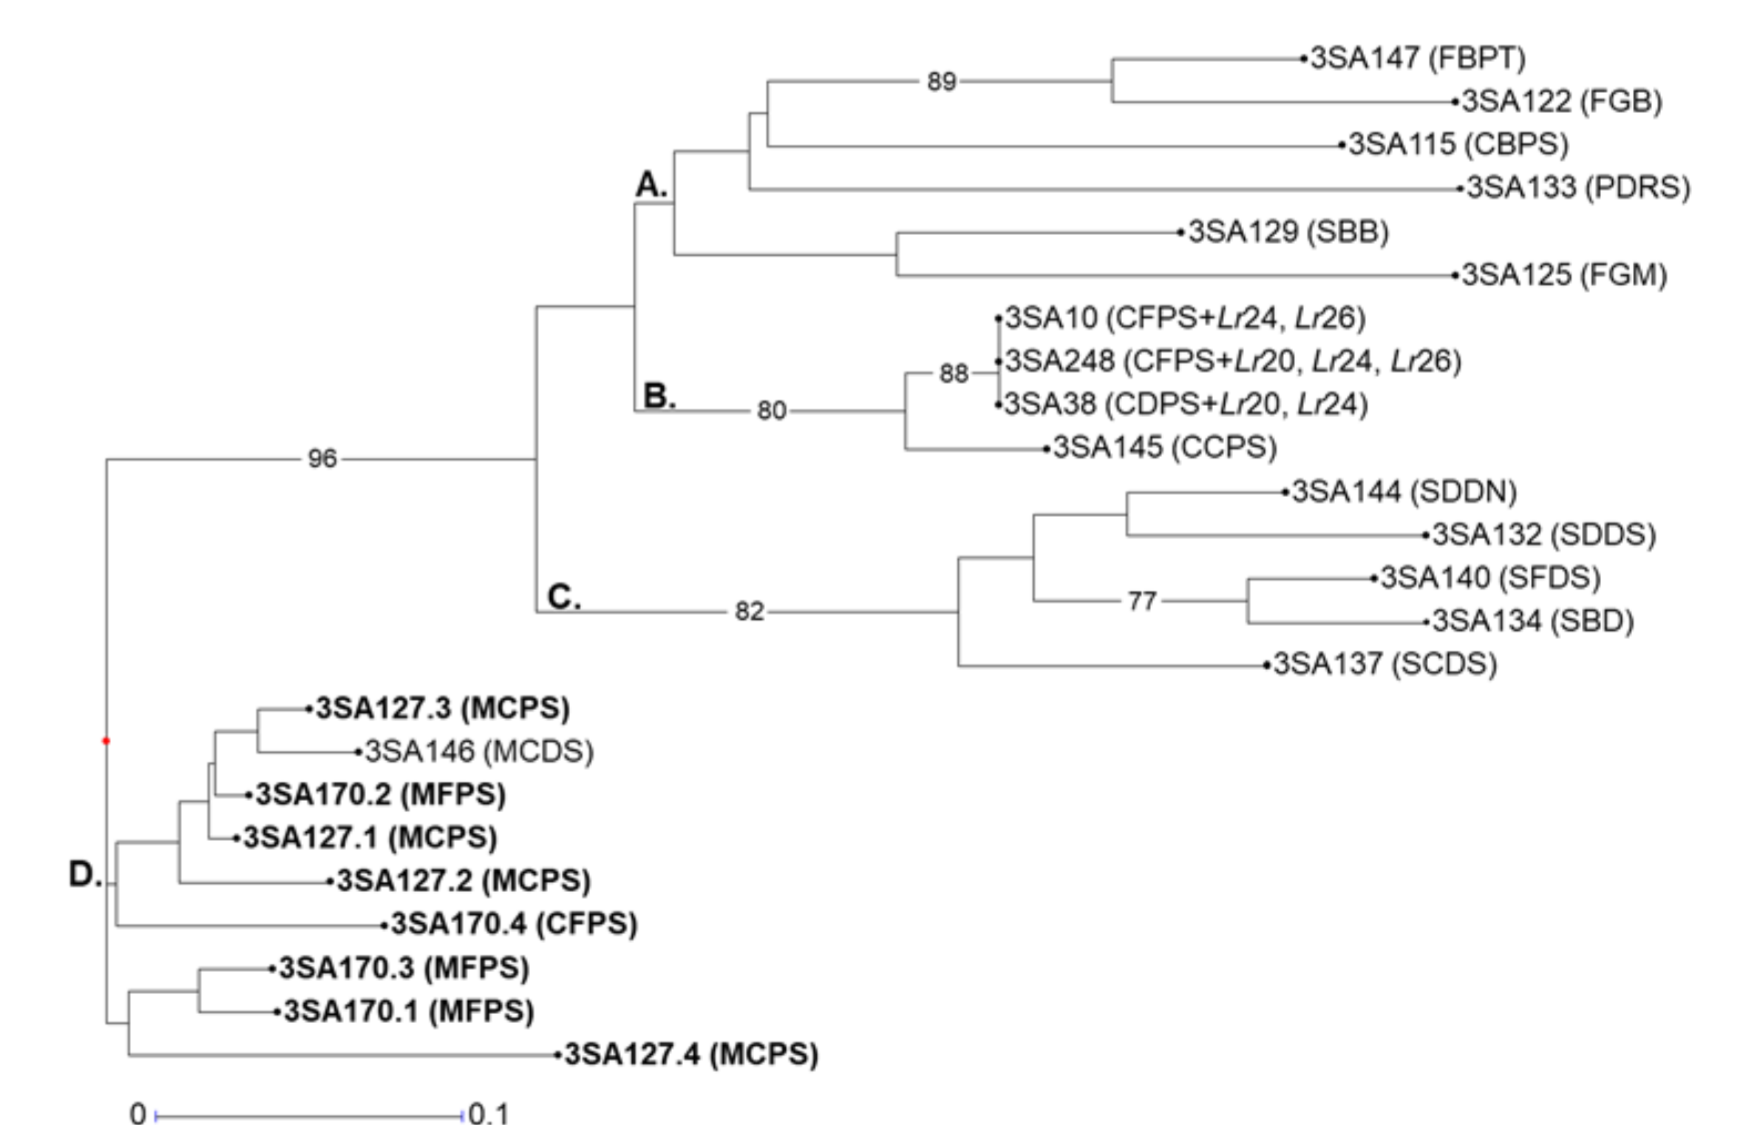 3SA147 (FBPT)
89
3SA122 (FGB)
3SA115 (CBPS)
A.
3SA133 (PDRS)
3SA129 (SBB)
3SA125 (FGM)
3SA10 (CFPS+Lr24, Lr26)
3SA248 (CFPS+Lr20, Lr24, Lr26)
88
B.
3SA38 (CDPS+Lr20, Lr24)
80
3SA145 (CCPS)
96
3SA144 (SDDN)
3SA132 (SDDS)
3SA140 (SFDS)
77
C.
82
3SA134 (SBD)
3SA137 (SCDS)
3SA127.3 (MCPS)
3SA146 (MCDS)
3SA170.2 (MFPS)
3SA127.1 (MCPS)
D.
3SA127.2 (MCPS)
3SA170.4 (CFPS)
3SA170.3 (MFPS)
3SA170.1 (MFPS)
3SA127.4 (MCPS)
0 0.1